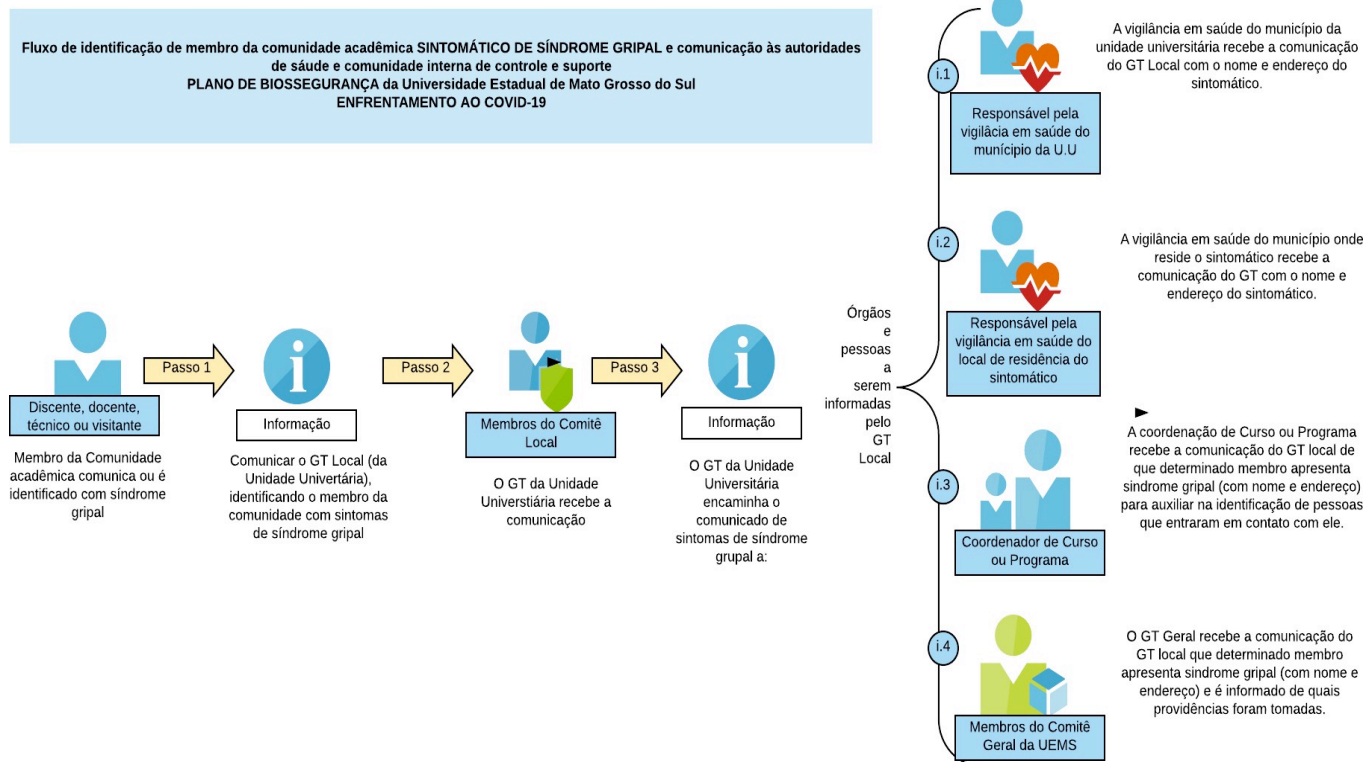 Fluxo de identificação de membro da comunidade acadêmica SINTOMÁTICO DE SÍNDROME GRIPAL e comunicação às autoridades
de sáude e comunidade interna de controle e suporte
PLANO DE BIOSSEGURANÇA da Universidade Estadual de Mato Grosso do Sul
ENFRENTAMENTO AO COVID-19
Discente, docente,
técnico ou visitante
Membro da Comunidade
acadêmica comunica ou é
identificado com síndrome
gripal
Passo 1
Informação
Comunicar o GT Local (da
Unidade Univertária),
identificando o membro da
comunidade com sintomas
de síndrome gripal
Passo 2
Membros do Comitê
Local
O GT da Unidade
Universtiária recebe a
comunicação
Passo 3
Informação
O GT da Unidade
Universitária
encaminha o
comunicado de
sintomas de síndrome
grupal a:
Órgãos
e
pessoas
a
serem
informadas
pelo
GT
Local
i.1
Responsável pela
vigilâcia em saúde do
munícipio da U.U
A vigilância em saúde do município da
unidade universitária recebe a comunicação
do GT Local com o nome e endereço do
sintomático.
i.2
Responsável pela
vigilância em saúde do
local de residência do
sintomático
A vigilância em saúde do município onde
reside o sintomático recebe a
comunicação do GT com o nome e
endereço do sintomático.
i.3
Coordenador de Curso
ou Programa
A coordenação de Curso ou Programa
recebe a comunicação do GT local de
que determinado membro apresenta
sindrome gripal (com nome e endereço)
para auxiliar na identificação de pessoas
que entraram em contato com ele.
i.4
Membros do Comitê
Geral da UEMS
O GT Geral recebe a comunicação do
GT local que determinado membro
apresenta sindrome gripal (com nome e
endereço) e é informado de quais
providências foram tomadas.